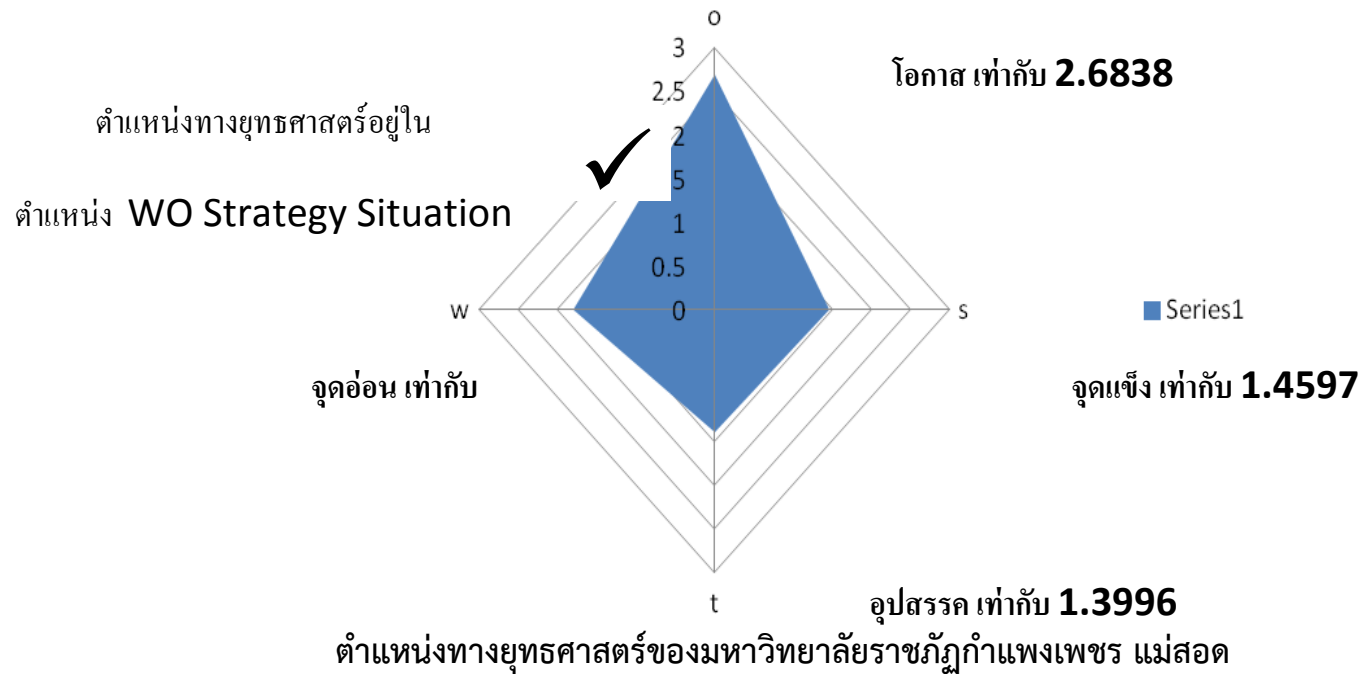 o
โอกาส เท่ากับ 2.6838
3
2.5
2
5
1
0.5
0
ตำแหน่งทางยุทธศาสตร์อยู่ใน
ตำแหน่ง WO Strategy Situation
w
s
Series1
จุดอ่อน เท่ากับ
จุดแข็ง เท่ากับ 1.4597
t
อุปสรรค เท่ากับ 1.3996
ตำแหน่งทางยุทธศาสตร์ของมหาวิทยาลัยราชภัฏกำแพงเพชร แม่สอด